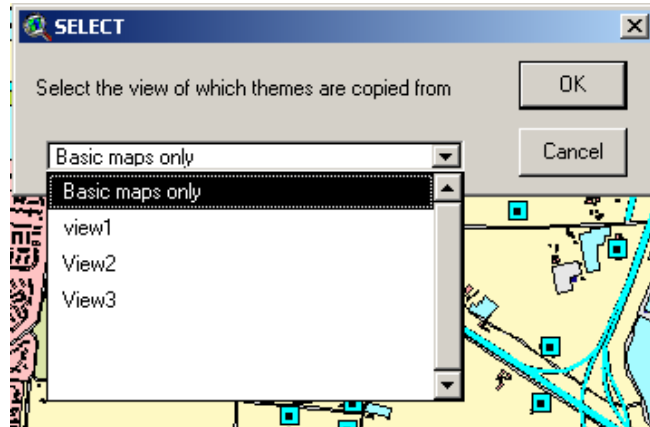 SELECT
Select the view of which themes are copied from
OK
Cancel
Basic maps only
Basic maps only
view1
View2
View3